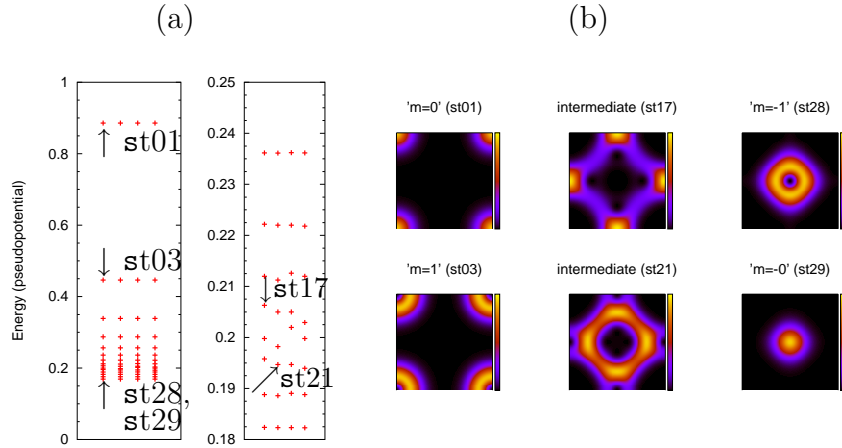 (a)
(b)
Energy (pseudopotential)
1
0.8
0.6
0.4
0.2
0
st01
st03
st28,
st29
0.25
0.24
0.23
0.22
0.21
0.2
0.19
0.18
st17
st21
'm=0' (st01)
intermediate (st17)
'm=-1' (st28)
'm=1' (st03)
intermediate (st21)
'm=-0' (st29)